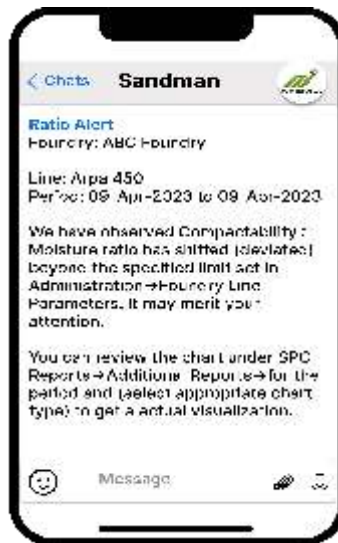 Chats Sandman
Ratio Alert
Foundry: ABC Foundry
Line: Arpa 450
Period: 09-Apr-2023 to 09-Apr-2023
We have observed Compactability :
Moisture ratio has shifted (deviated)
beyond the specified limit set in
Administration→Foundry Line
Parameters. It may merit your
attention.
You can review the chart under SPC
Reports→Additional Reports→for the
period and (select appropriate chart
type) to get a actual visualization.
Message